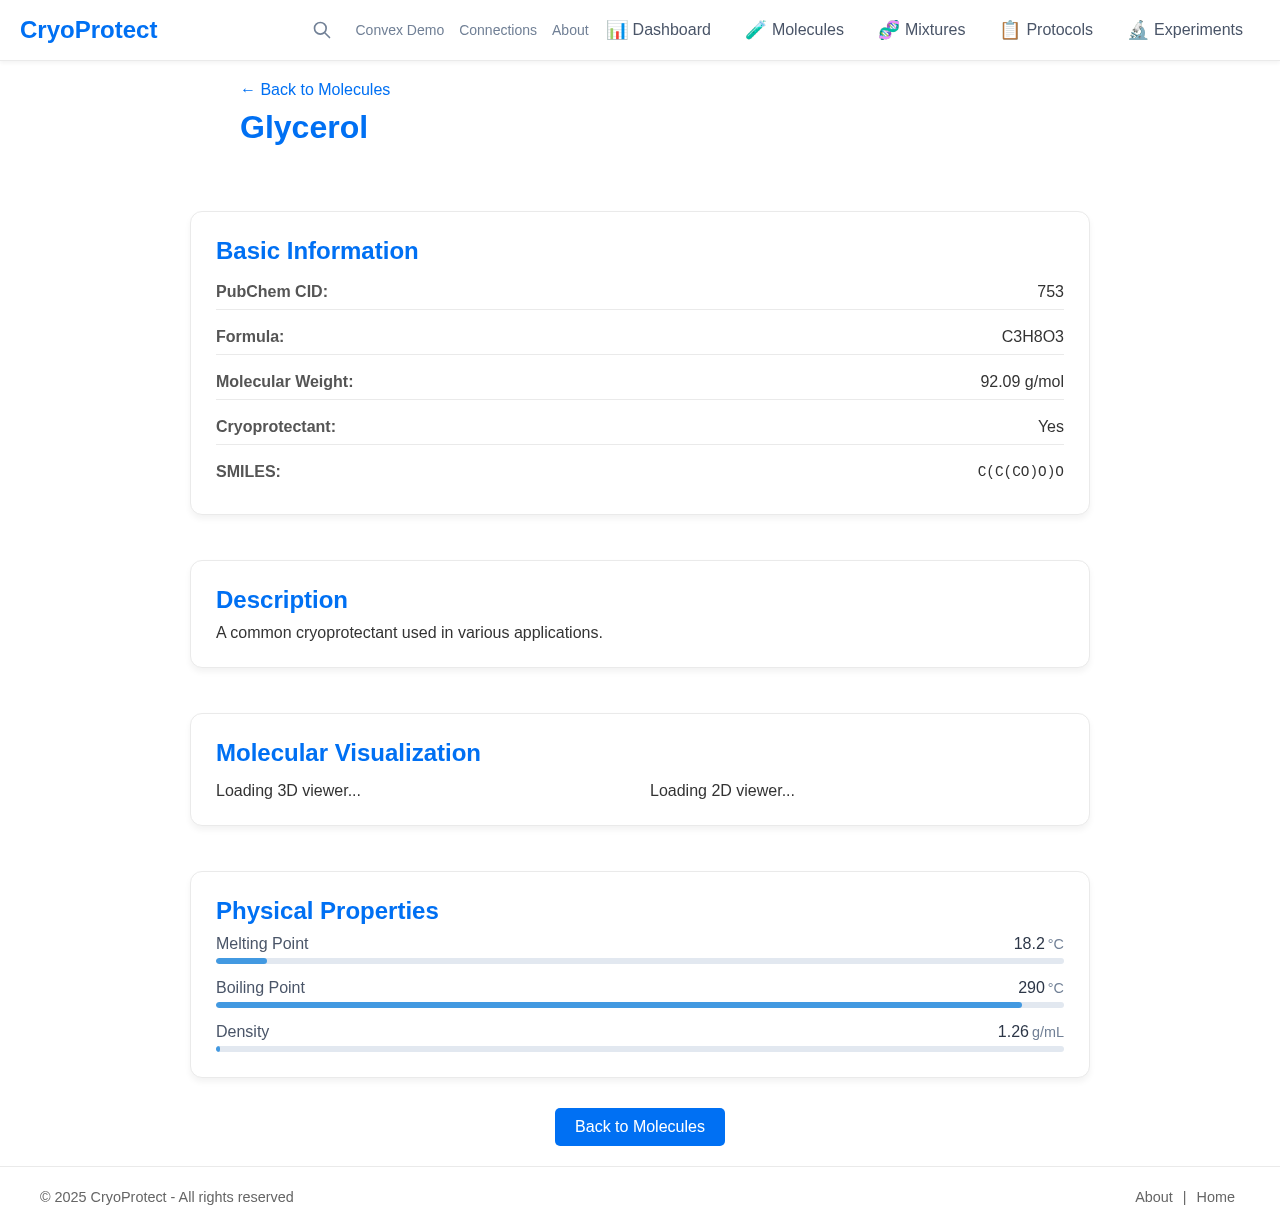 CryoProtect
Convex Demo Connections About 📊 Dashboard 🧪 Molecules 🧬 Mixtures 📋 Protocols 🔬 Experiments
← Back to Molecules
Glycerol
Basic Information
PubChem CID: 753
Formula: C3H8O3
Molecular Weight: 92.09 g/mol
Cryoprotectant: Yes
SMILES: C(C(CO)O)O
Description
A common cryoprotectant used in various applications.
Molecular Visualization
Loading 3D viewer... Loading 2D viewer...
Physical Properties
Melting Point 18.2 °C
Boiling Point 290 °C
Density 1.26 g/mL
Back to Molecules
© 2025 CryoProtect - All rights reserved About | Home